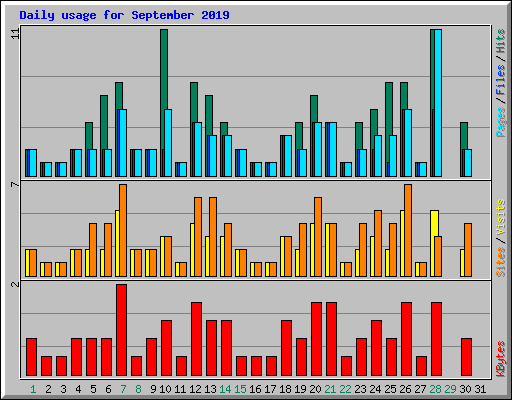 Daily usage for September 2019
11
Pages / Files / Hits
7
Sites / Visits
2
KBytes
1 2 3 4 5 6 7 8 9 10 11 12 13 14 15 16 17 18 19 20 21 22 23 24 25 26 27 28 29 30 31